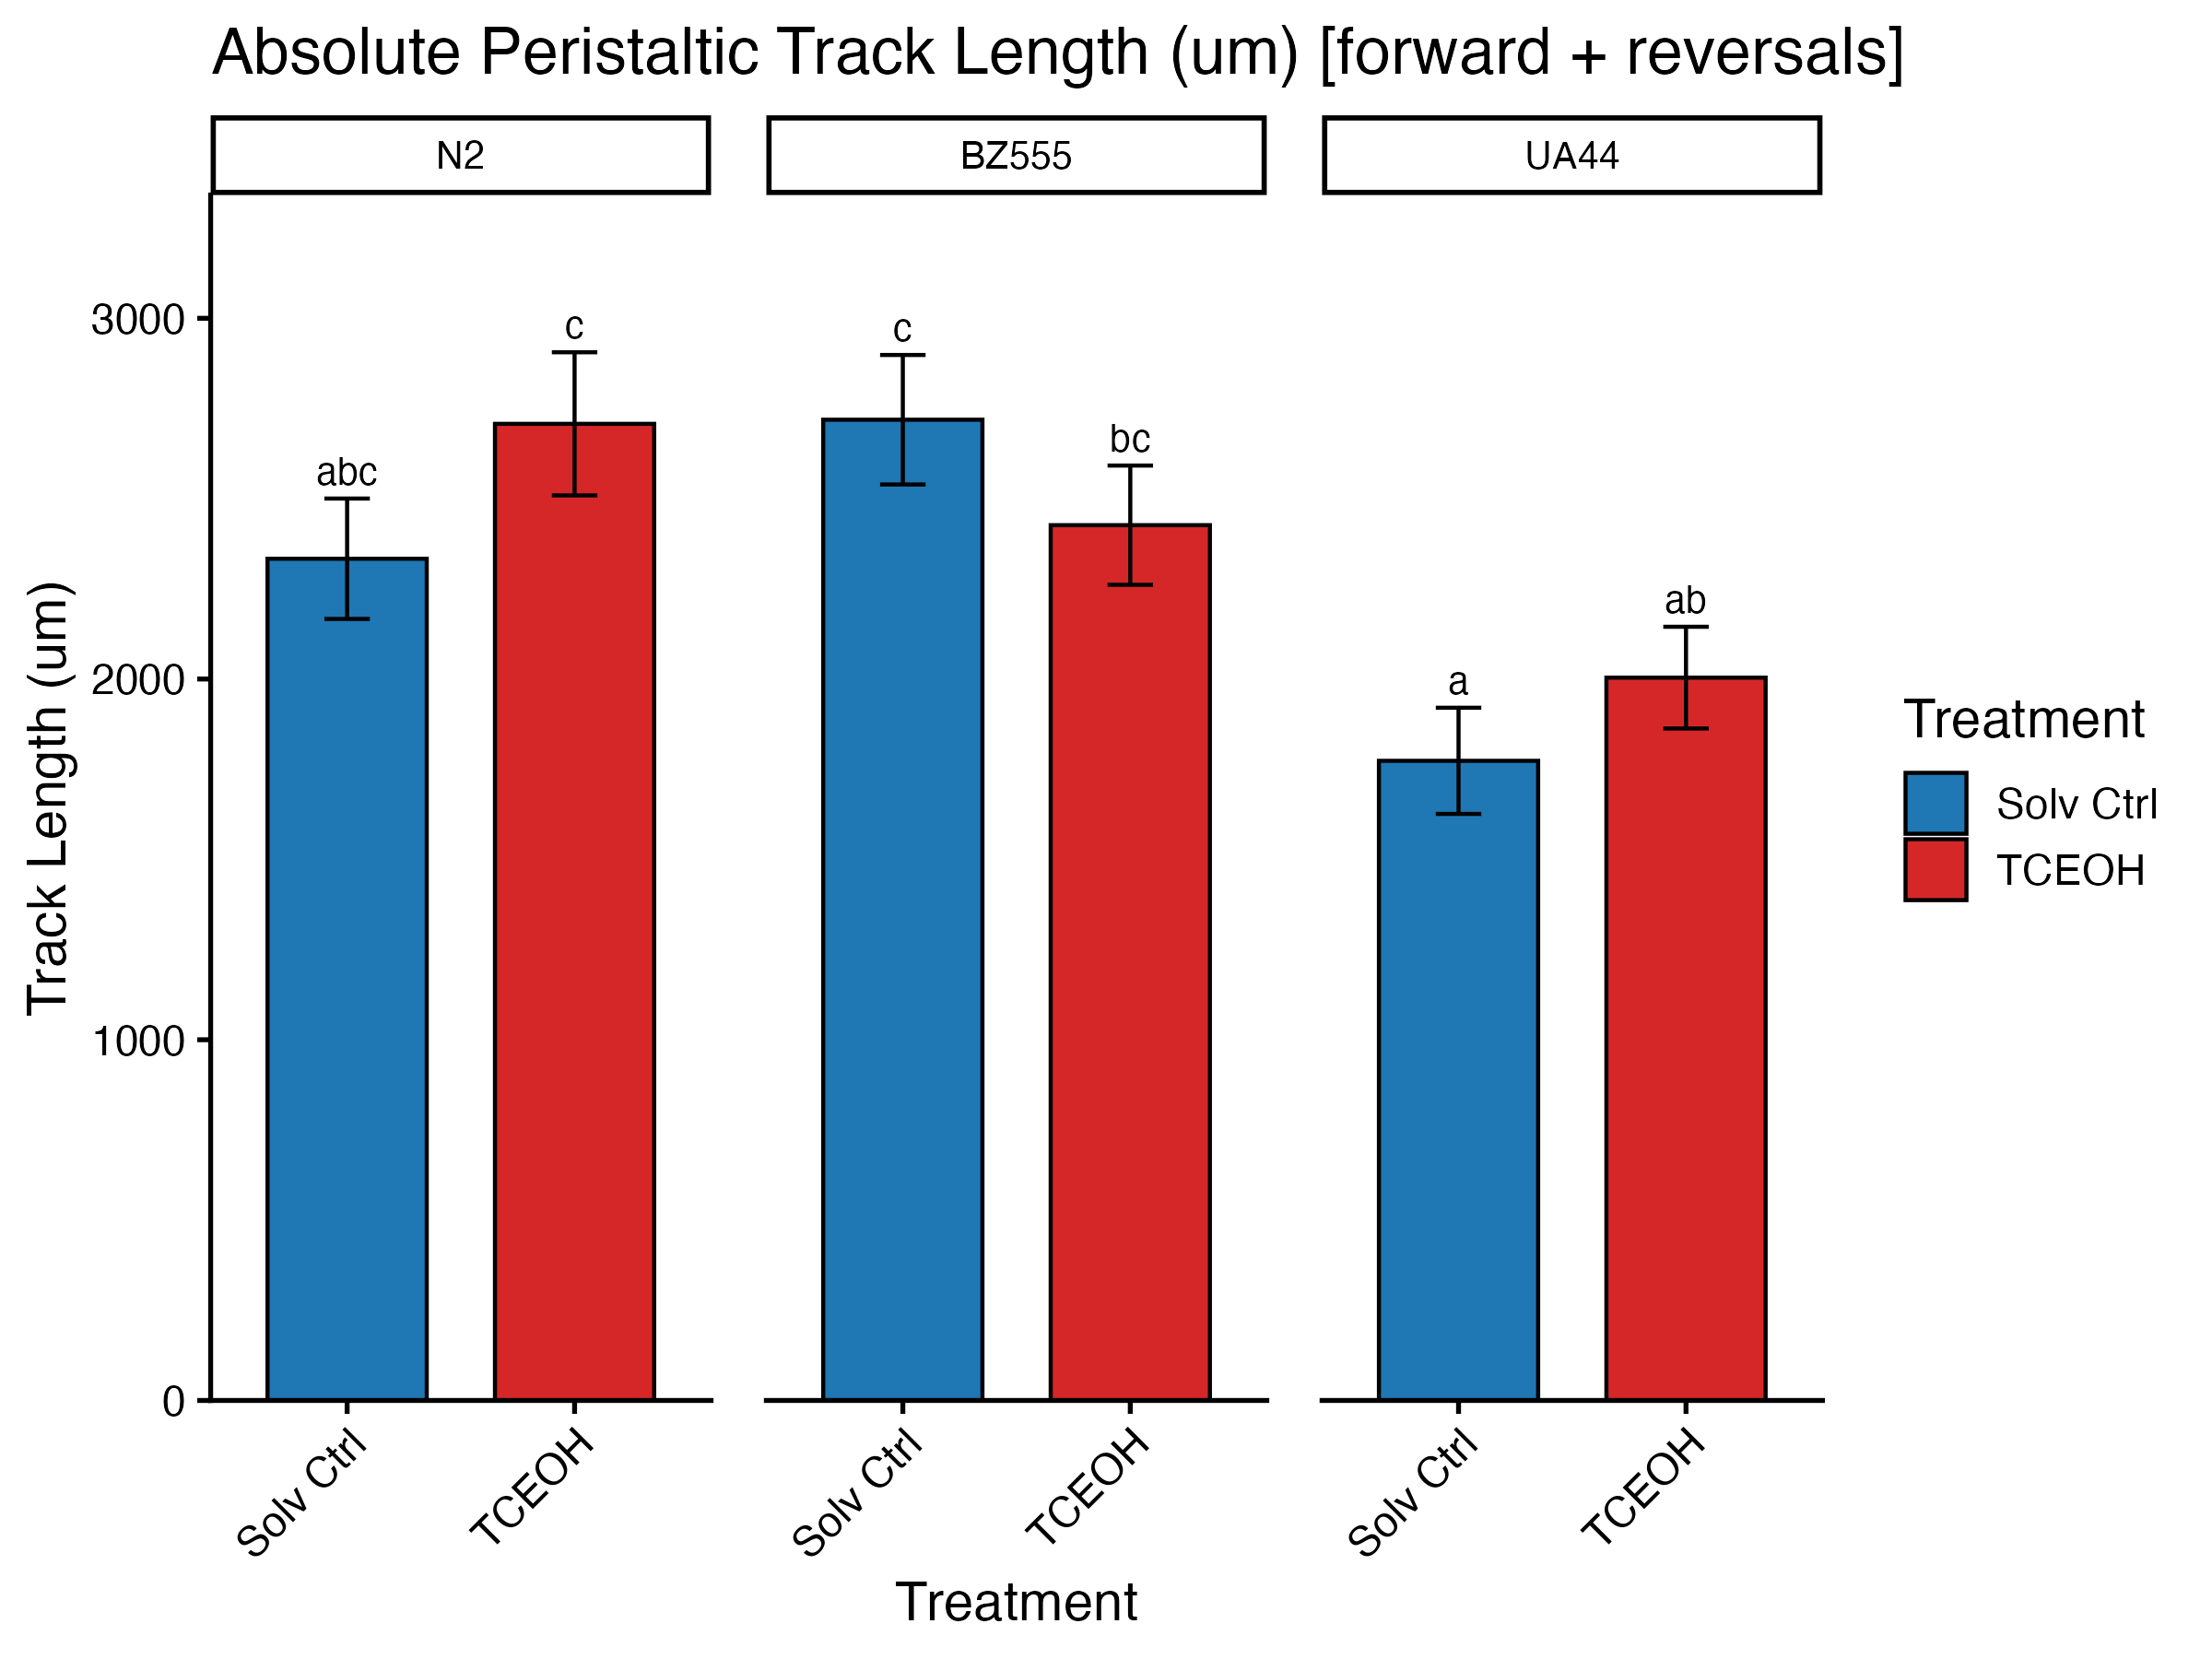 Absolute Peristaltic Track Length (um) [forward + reversals]
N2
BZ555
UA44
Track Length (um)
3000
2000
1000
0
abc
c
c
bc
a
ab
Solv Ctrl
TCEOH
Solv Ctrl
TCEOH
Solv Ctrl
TCEOH
Treatment
Treatment
Solv Ctrl
TCEOH